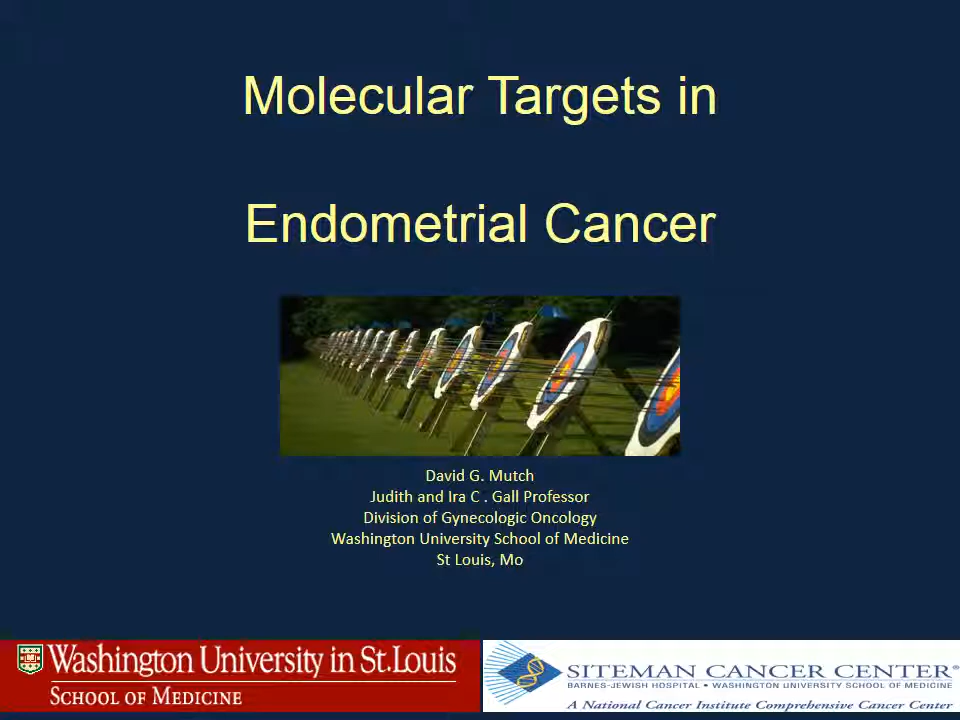 Molecular Targets in
Endometrial Cancer
David G. Mutch
Judith and Ira C . Gall Professor
Division of Gynecologic Oncology
Washington University School of Medicine
St Louis, Mo
Washington University in St. Louis
SCHOOL OF MEDICINE
SITEMAN CANCER CENTER®
BARNES-JEWISH HOSPITAL • WASHINGTON UNIVERSITY SCHOOL OF MEDICINE
A National Cancer Institute Comprehensive Cancer Center